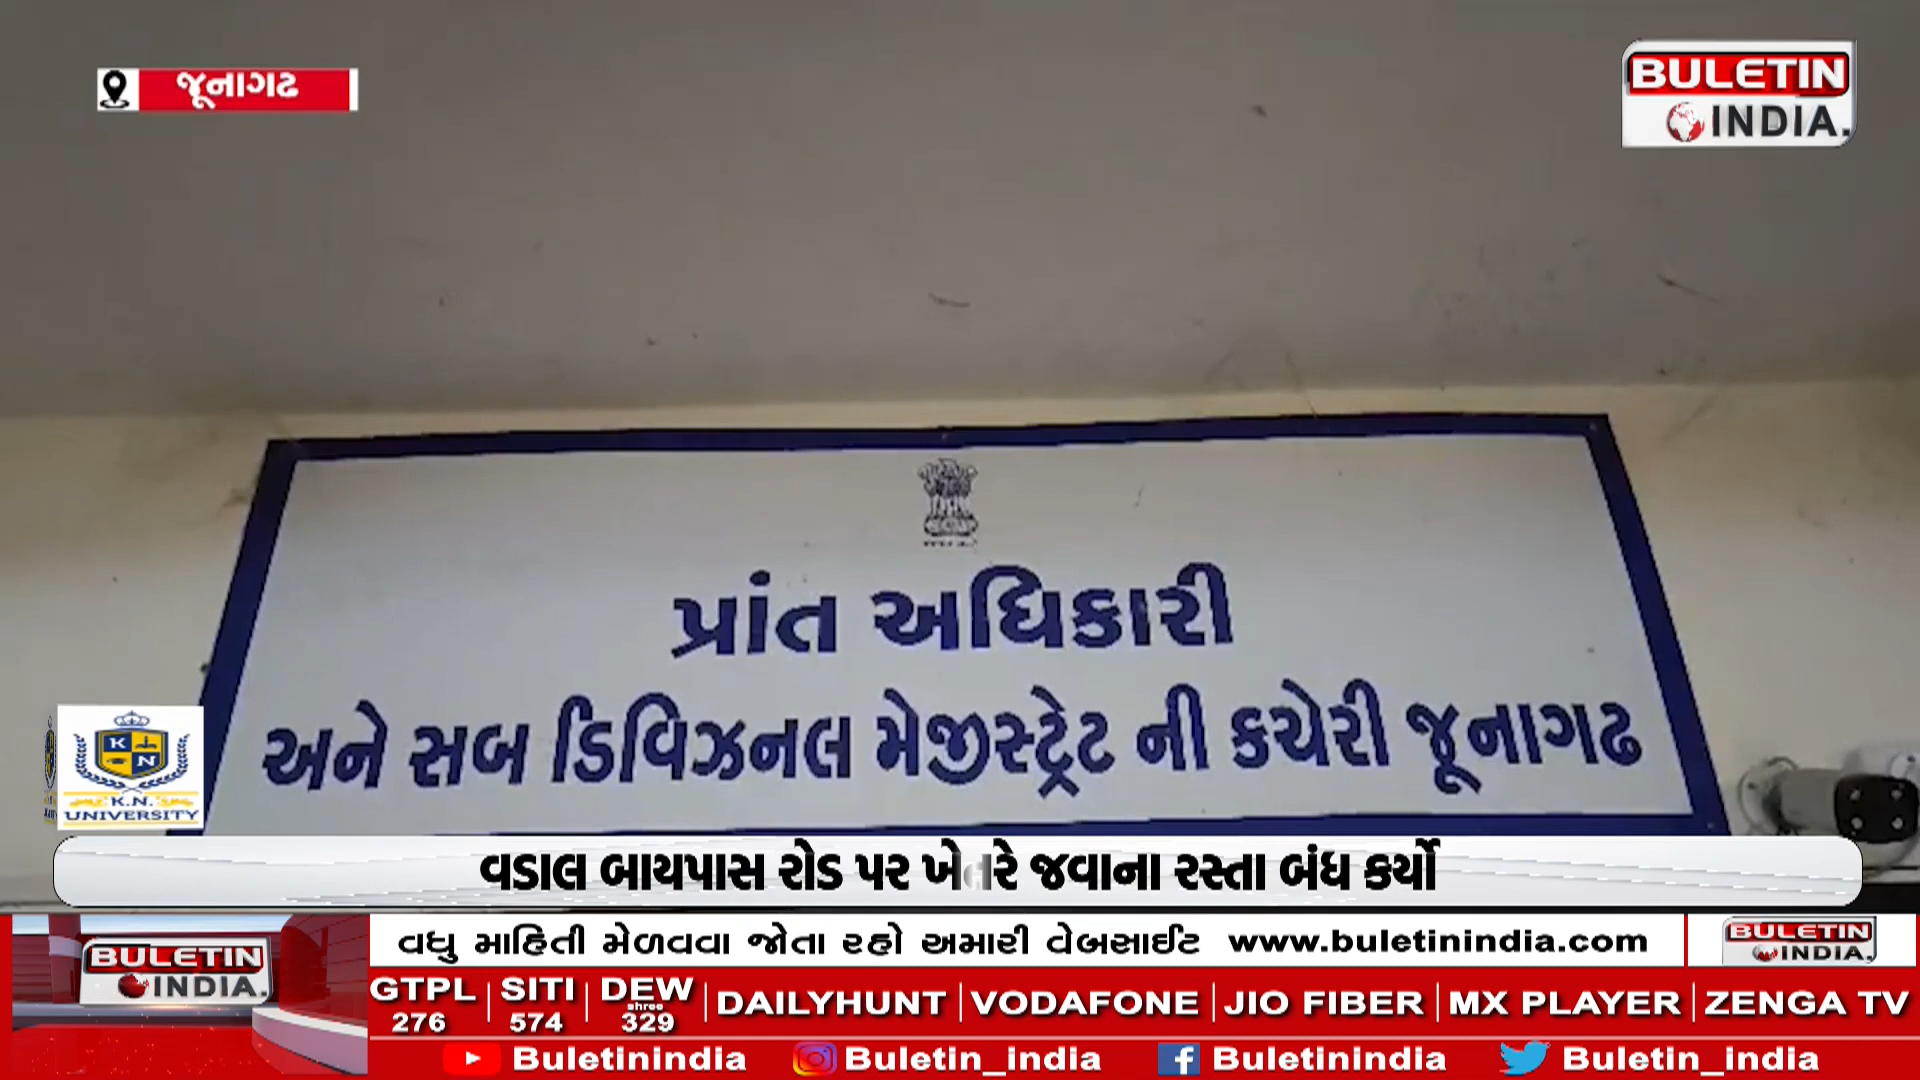 જૂનાગઢ
BULETIN
INDIA.
પ્રાંત અધિકારી
અને સબ ડિવિઝનલ મેજીસ્ટ્રેટ ની કચેરી જૂનાગઢ
K N
K.N.
UNIVERSITY
વડાલ બાયપાસ રોડ પર ખેતરે જવાના રસ્તા બંધ કર્યો
વધુ માહિતી મેળવવા જોતા રહો અમારી વેબસાઈટ www.buletinindia.com
BULETIN
INDIA.
BULETIN
INDIA.
GTPL 276 | SITI 574 | DEW shree 329 | DAILYHUNT | VODAFONE | JIO FIBER | MX PLAYER | ZENGA TV
Buletinindia Buletin_india Buletinindia Buletin_india